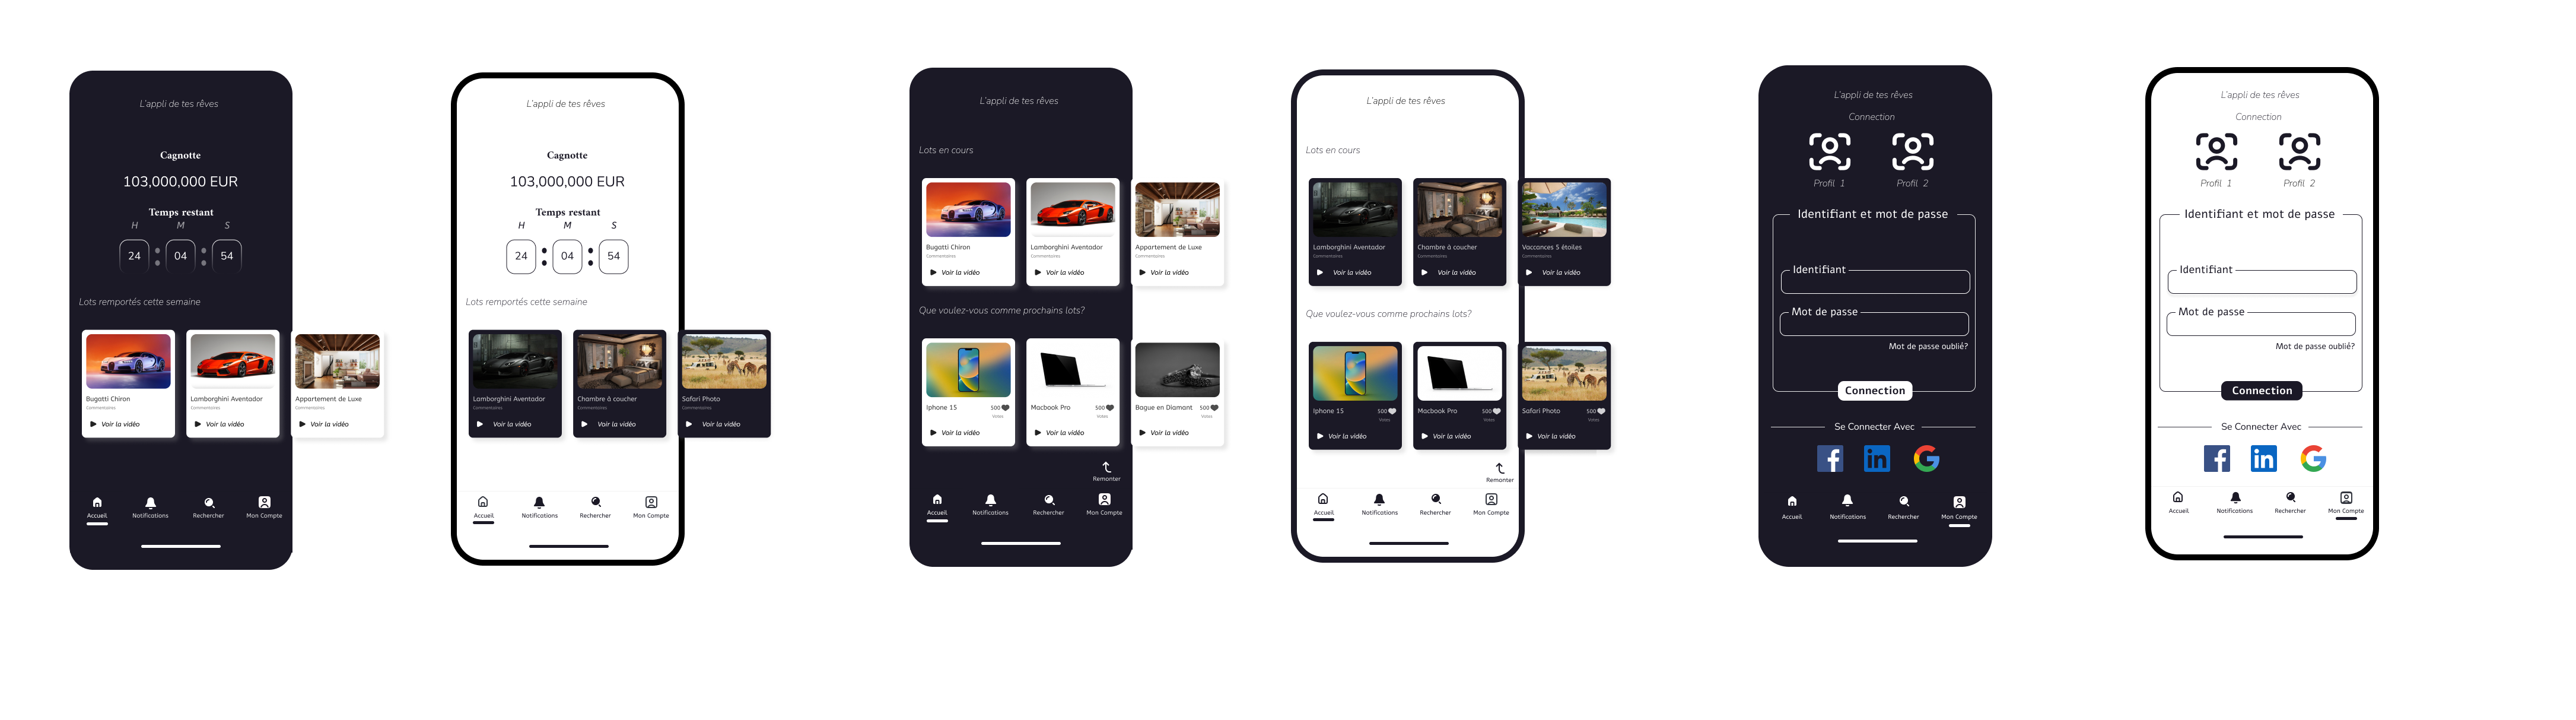 L'appli de tes rêves
Cagnotte
103,000,000 EUR
Temps restant
H M S
24 : 04 : 54
Lots remportés cette semaine
Bugatti Chiron
Commentaires
Voir la vidéo
Lamborghini Aventador
Commentaires
Voir la vidéo
Appartement de Luxe
Commentaires
Voir la vidéo
Accueil
Notifications
Rechercher
Mon Compte
L'appli de tes rêves
Cagnotte
103,000,000 EUR
Temps restant
H M S
24 : 04 : 54
Lots remportés cette semaine
Lamborghini Aventador
Commentaires
Voir la vidéo
Chambre à coucher
Commentaires
Voir la vidéo
Safari Photo
Commentaires
Voir la vidéo
Accueil
Notifications
Rechercher
Mon Compte
L'appli de tes rêves
Lots en cours
Bugatti Chiron
Commentaires
Voir la vidéo
Lamborghini Aventador
Commentaires
Voir la vidéo
Appartement de Luxe
Commentaires
Voir la vidéo
Que voulez-vous comme prochains lots?
Iphone 15 500
Votes
Voir la vidéo
Macbook Pro 500
Votes
Voir la vidéo
Bague en Diamant 500
Votes
Voir la vidéo
Remonter
Accueil
Notifications
Rechercher
Mon Compte
L'appli de tes rêves
Lots en cours
Lamborghini Aventador
Commentaires
Voir la vidéo
Chambre à coucher
Commentaires
Voir la vidéo
Vaccances 5 étoiles
Commentaires
Voir la vidéo
Que voulez-vous comme prochains lots?
Iphone 15 500
Votes
Voir la vidéo
Macbook Pro 500
Votes
Voir la vidéo
Safari Photo 500
Votes
Voir la vidéo
Remonter
Accueil
Notifications
Rechercher
Mon Compte
L'appli de tes rêves
Connection
Profil 1
Profil 2
Identifiant et mot de passe
Identifiant
Mot de passe
Mot de passe oublié?
Connection
Se Connecter Avec
f
in
G
Accueil
Notifications
Rechercher
Mon Compte
L'appli de tes rêves
Connection
Profil 1
Profil 2
Identifiant et mot de passe
Identifiant
Mot de passe
Mot de passe oublié?
Connection
Se Connecter Avec
f
in
G
Accueil
Notifications
Rechercher
Mon Compte